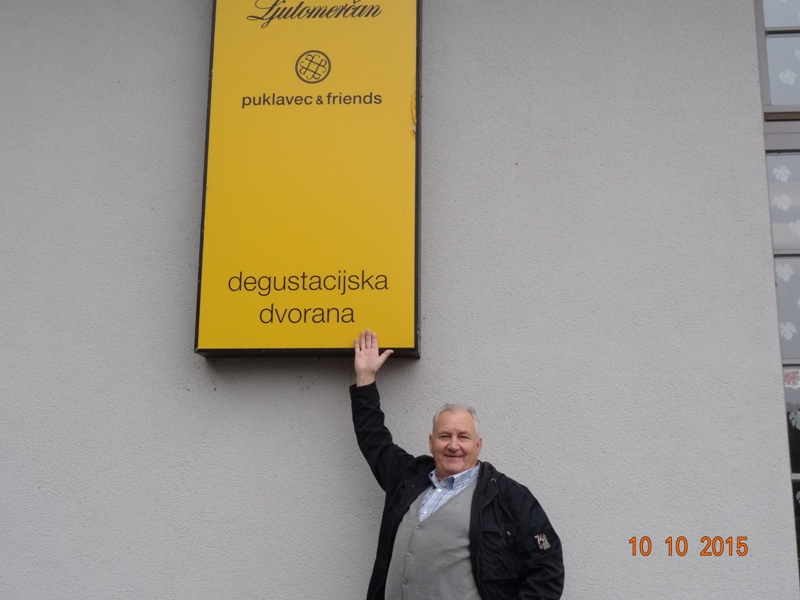 Ljutomerčan
puklavec & friends
degustacijska
dvorana
10 10 2015